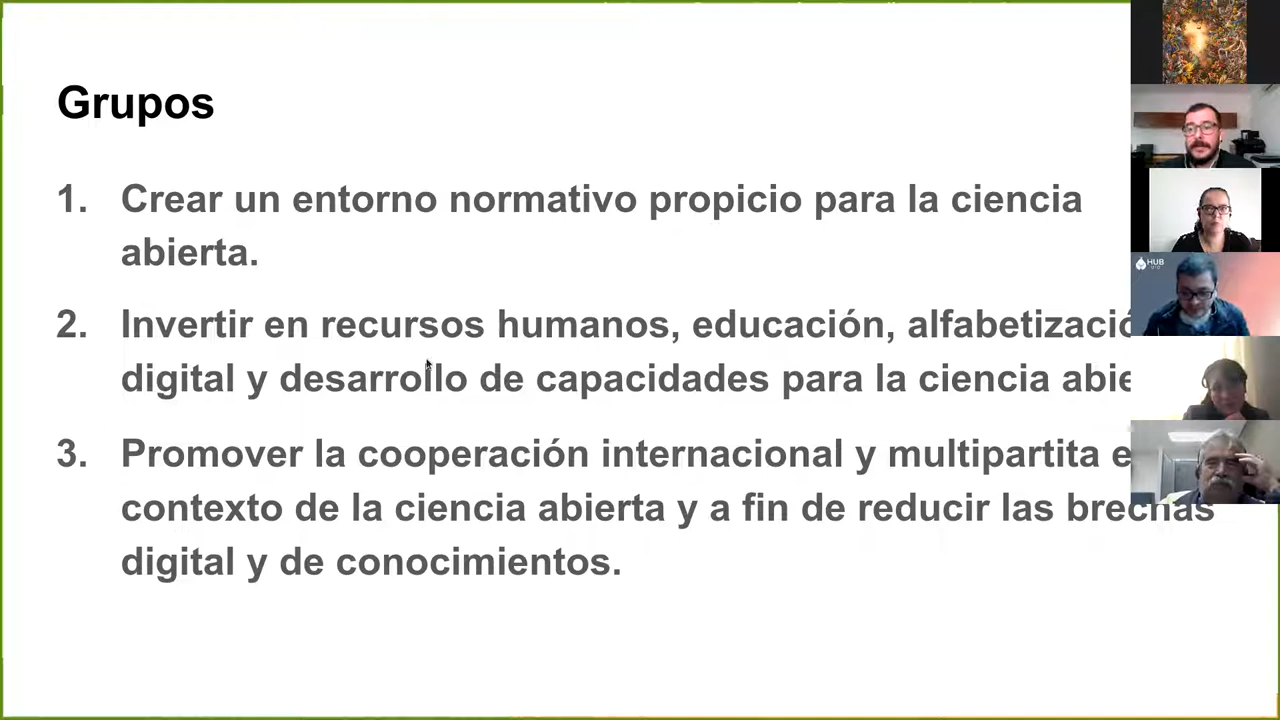 Grupos
1. Crear un entorno normativo propicio para la ciencia
abierta.
2. Invertir en recursos humanos, educación, alfabetizació
digital y desarrollo de capacidades para la ciencia abie
3. Promover la cooperación internacional y multipartita e
contexto de la ciencia abierta y a fin de reducir las brechas
digital y de conocimientos.
HUB